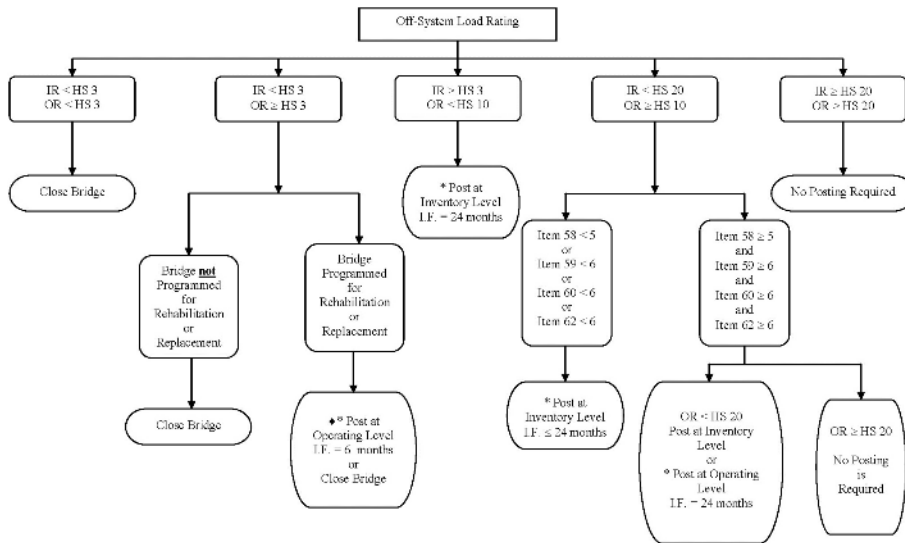 Off-System Load Rating
IR < HS 3
OR < HS 3
IR < HS 3
OR ≥ HS 3
IR > HS 3
OR < HS 10
IR < HS 20
OR ≥ HS 10
IR ≥ HS 20
OR > HS 20
Close Bridge
* Post at
Inventory Level
I.F. = 24 months
No Posting Required
Bridge not
Programmed
for
Rehabilitation
or
Replacement
Bridge
Programmed
for
Rehabilitation
or
Replacement
Item 58 < 5
or
Item 59 < 6
or
Item 60 < 6
or
Item 62 < 6
Item 58 ≥ 5
and
Item 59 ≥ 6
and
Item 60 ≥ 6
and
Item 62 ≥ 6
Close Bridge
♦* Post at
Operating Level
I.F. = 6 months
or
Close Bridge
* Post at
Inventory Level
I.F. ≤ 24 months
OR < HS 20
Post at Inventory
Level
or
* Post at Operating
Level
I.F. = 24 months
OR ≥ HS 20
No Posting
is
Required